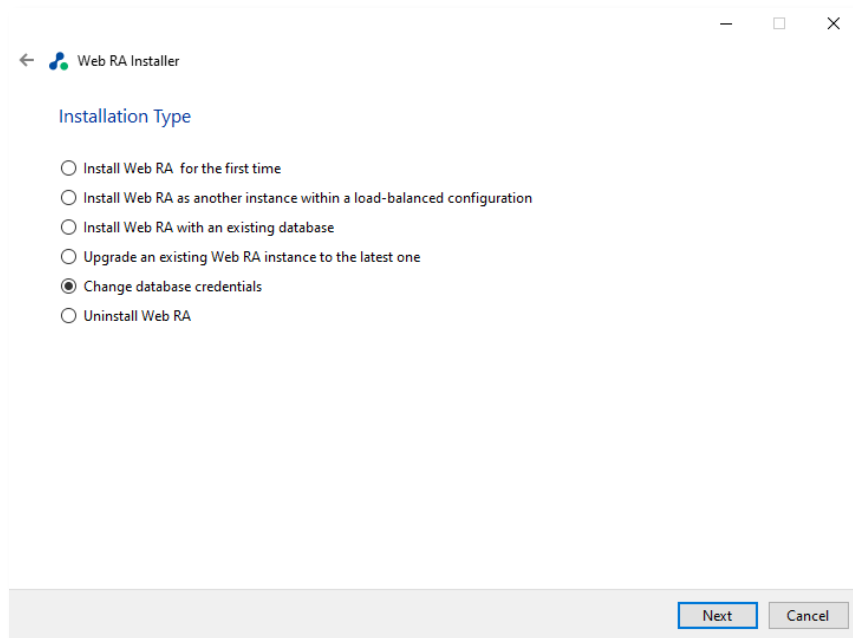 Web RA Installer
Installation Type
Install Web RA  for the first time
Install Web RA as another instance within a load-balanced configuration
Install Web RA with an existing database
Upgrade an existing Web RA instance to the latest one
Change database credentials
Uninstall Web RA
Next Cancel